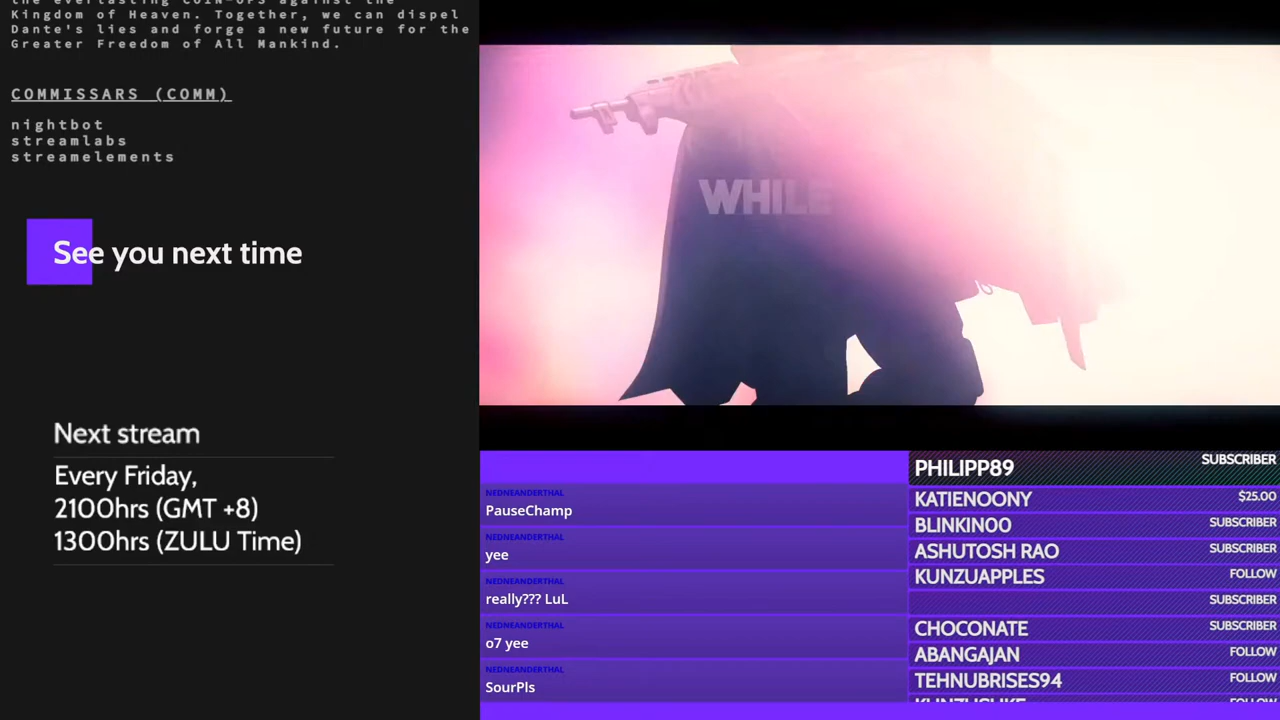 Kingdom of Heaven. Together, we can dispel
Dante's lies and forge a new future for the
Greater Freedom of All Mankind.
COMMISSARS (COMM)
nightbot
streamlabs
streamelements
See you next time
Next stream
Every Friday,
2100hrs (GMT +8)
1300hrs (ZULU Time)
WHILE
NEDNEANDERTHAL
PauseChamp
NEDNEANDERTHAL
yee
NEDNEANDERTHAL
really??? LuL
NEDNEANDERTHAL
o7 yee
NEDNEANDERTHAL
SourPls
PHILIPP89 SUBSCRIBER
KATIENOONY $25.00
BLINKIN00 SUBSCRIBER
ASHUTOSH RAO SUBSCRIBER
KUNZUAPPLES FOLLOW
SUBSCRIBER
CHOCONATE SUBSCRIBER
ABANGAJAN FOLLOW
TEHNUBRISES94 FOLLOW
FOLLOW